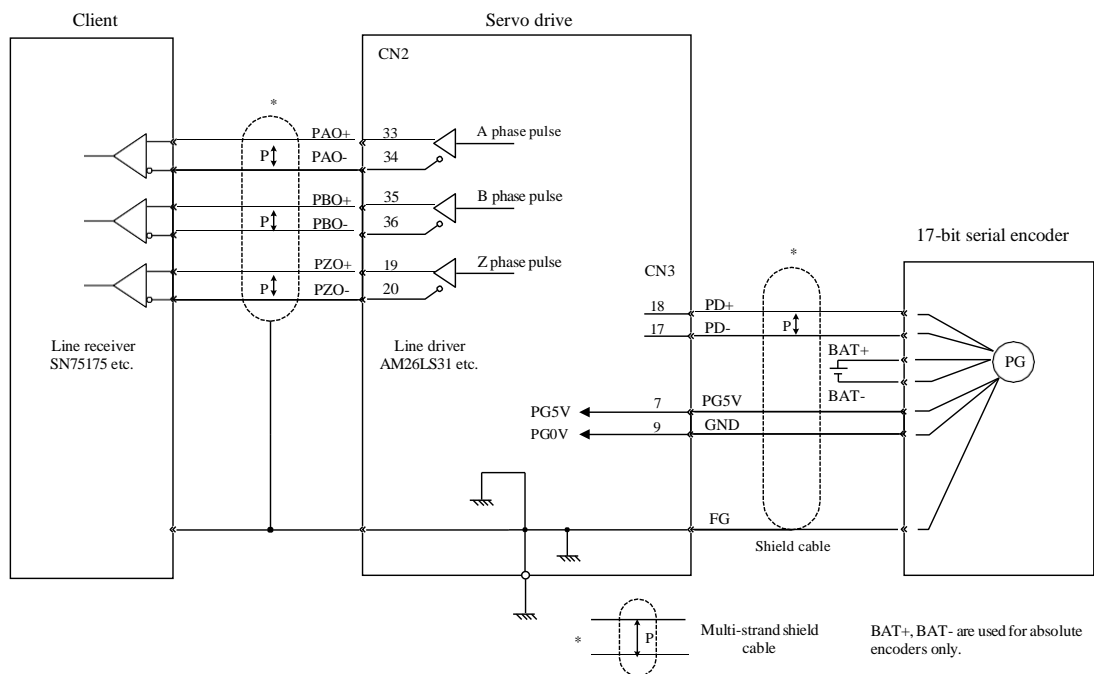 Client
Servo drive
CN2
*
PAO+
33
A phase pulse
P
PAO-
34
PBO+
35
B phase pulse
P
PBO-
36
17-bit serial encoder
PZO+
19
Z phase pulse
*
CN3
P
PZO-
20
18
PD+
17
PD-
P
Line receiver
SN75175 etc.
Line driver
AM26LS31 etc.
BAT+
PG
BAT-
PG5V
7
PG5V
PG0V
9
GND
FG
Shield cable
*
P
Multi-strand shield
cable
BAT+, BAT- are used for absolute
encoders only.